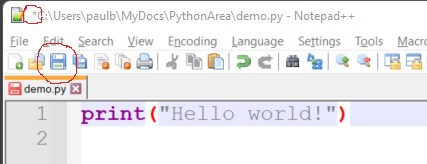 *C:\Users\paulb\MyDocs\PythonArea\demo.py - Notepad++
File Edit Search View Encoding Language Settings Tools Macro
demo.py
1 print("Hello world!")
2